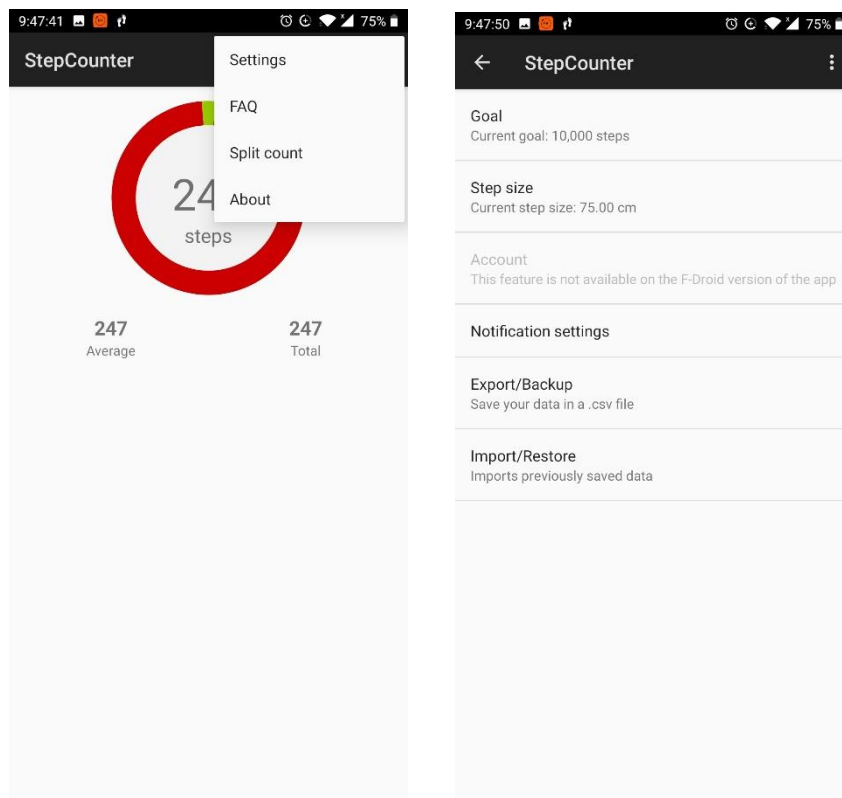 9:47:41
75%
StepCounter
Settings
FAQ
Split count
About
24
steps
247
247
Average
Total
9:47:50
75%
StepCounter
Goal
Current goal: 10,000 steps
Step size
Current step size: 75.00 cm
Account
This feature is not available on the F-Droid version of the app
Notification settings
Export/Backup
Save your data in a .csv file
Import/Restore
Imports previously saved data